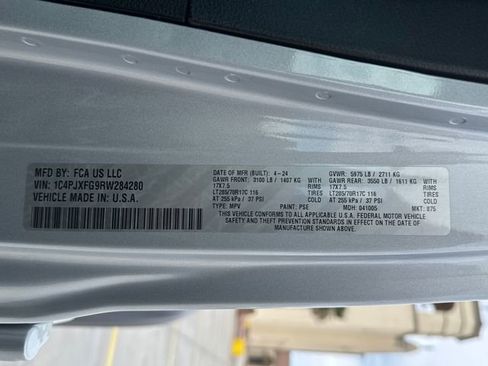 MFD BY: FCA US LLC
VIN: 1C4PJXFG9RW284280
VEHICLE MADE IN: U.S.A.
DATE OF MFR (BUILT): 4-24
GAWR FRONT: 3100 LB / 1407 KG
17X7.5 RIMS
LT285/70R17C 116 TIRES
AT 255 kPa / 37 PSI COLD
TYPE: MPV PAINT: PSE
GVWR: 5975 LB / 2711 KG
GAWR REAR: 3550 LB / 1611 KG
17X7.5 RIMS
LT285/70R17C 116 TIRES
AT 255 kPa / 37 PSI COLD
MDH: 041005 MKT: 875
THIS VEHICLE CONFORMS TO ALL APPLICABLE U.S.A. FEDERAL MOTOR VEHICLE
SAFETY AND THEFT PREVENTION STANDARDS IN EFFECT ON THE DATE OF
MANUFACTURE SHOWN ABOVE.